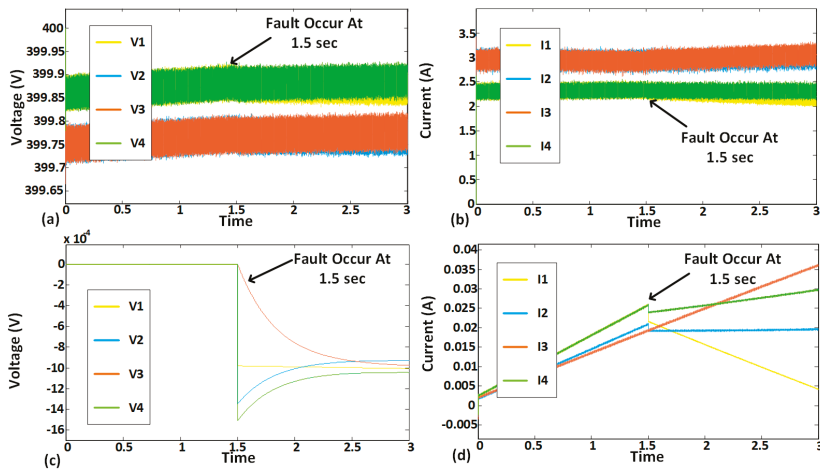 400
399.95
399.9
399.85
399.8
399.75
399.7
399.65
Voltage (V)
V1
V2
V3
V4
Fault Occur At
1.5 sec
0
0.5
1
1.5
2
2.5
3
Time
(a)
3.5
3
2.5
2
1.5
1
0.5
0
Current (A)
I1
I2
I3
I4
Fault Occur At
1.5 sec
0
0.5
1
1.5
2
2.5
3
Time
(b)
x 10⁴
0
-2
-4
-6
-8
-10
-12
-14
-16
Voltage (V)
V1
V2
V3
V4
Fault Occur At
1.5 sec
0
0.5
1
1.5
2
2.5
3
Time
(c)
0.04
0.035
0.03
0.025
0.02
0.015
0.01
0.005
0
-0.005
Current (A)
I1
I2
I3
I4
Fault Occur At
1.5 sec
0
0.5
1
1.5
2
2.5
3
Time
(d)